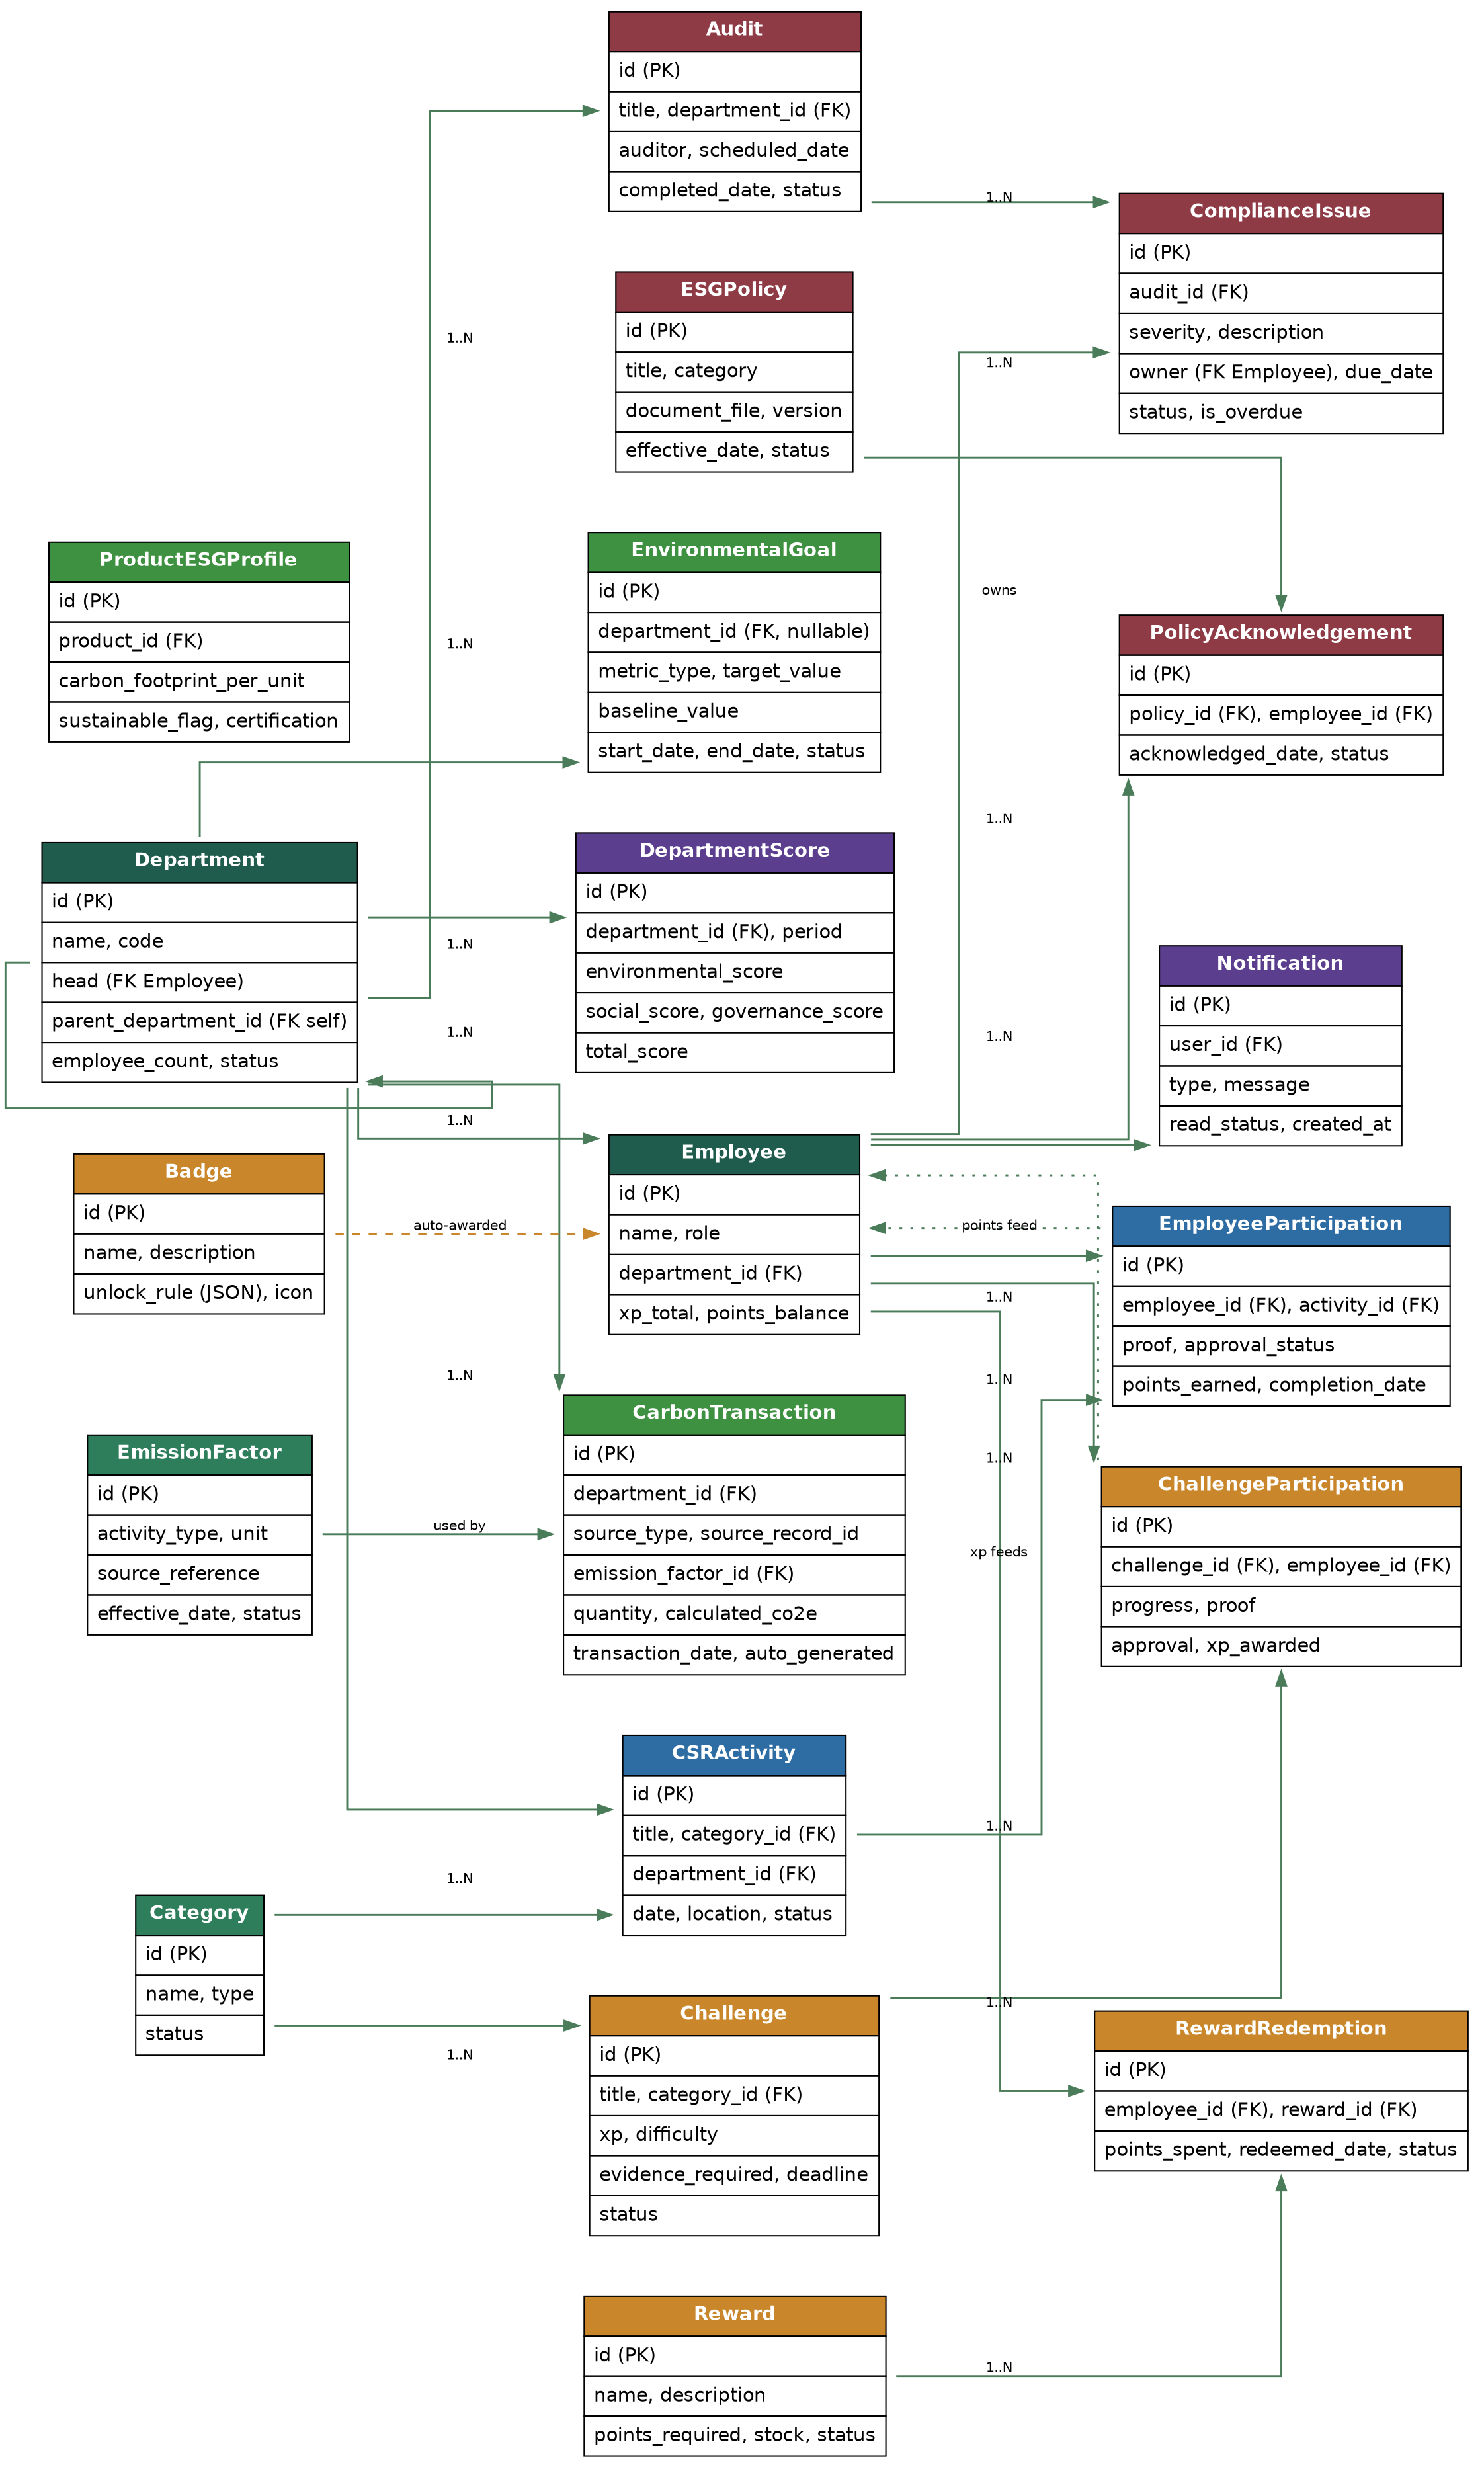 Audit
id (PK)
title, department_id (FK)
auditor, scheduled_date
completed_date, status
1..N
ComplianceIssue
id (PK)
audit_id (FK)
severity, description
owner (FK Employee), due_date
status, is_overdue
ESGPolicy
id (PK)
title, category
document_file, version
effective_date, status
1..N
1..N
ProductESGProfile
id (PK)
product_id (FK)
carbon_footprint_per_unit
sustainable_flag, certification
EnvironmentalGoal
id (PK)
department_id (FK, nullable)
metric_type, target_value
baseline_value
start_date, end_date, status
1..N
owns
PolicyAcknowledgement
id (PK)
policy_id (FK), employee_id (FK)
acknowledged_date, status
1..N
Department
id (PK)
name, code
head (FK Employee)
parent_department_id (FK self)
employee_count, status
1..N
1..N
1..N
DepartmentScore
id (PK)
department_id (FK), period
environmental_score
social_score, governance_score
total_score
1..N
Notification
id (PK)
user_id (FK)
type, message
read_status, created_at
Badge
id (PK)
name, description
unlock_rule (JSON), icon
auto-awarded
Employee
id (PK)
name, role
department_id (FK)
xp_total, points_balance
points feed
1..N
EmployeeParticipation
id (PK)
employee_id (FK), activity_id (FK)
proof, approval_status
points_earned, completion_date
1..N
1..N
1..N
EmissionFactor
id (PK)
activity_type, unit
source_reference
effective_date, status
used by
CarbonTransaction
id (PK)
department_id (FK)
source_type, source_record_id
emission_factor_id (FK)
quantity, calculated_co2e
transaction_date, auto_generated
xp feeds
ChallengeParticipation
id (PK)
challenge_id (FK), employee_id (FK)
progress, proof
approval, xp_awarded
CSRActivity
id (PK)
title, category_id (FK)
department_id (FK)
date, location, status
1..N
1..N
Category
id (PK)
name, type
status
1..N
Challenge
id (PK)
title, category_id (FK)
xp, difficulty
evidence_required, deadline
status
1..N
RewardRedemption
id (PK)
employee_id (FK), reward_id (FK)
points_spent, redeemed_date, status
Reward
id (PK)
name, description
points_required, stock, status
1..N